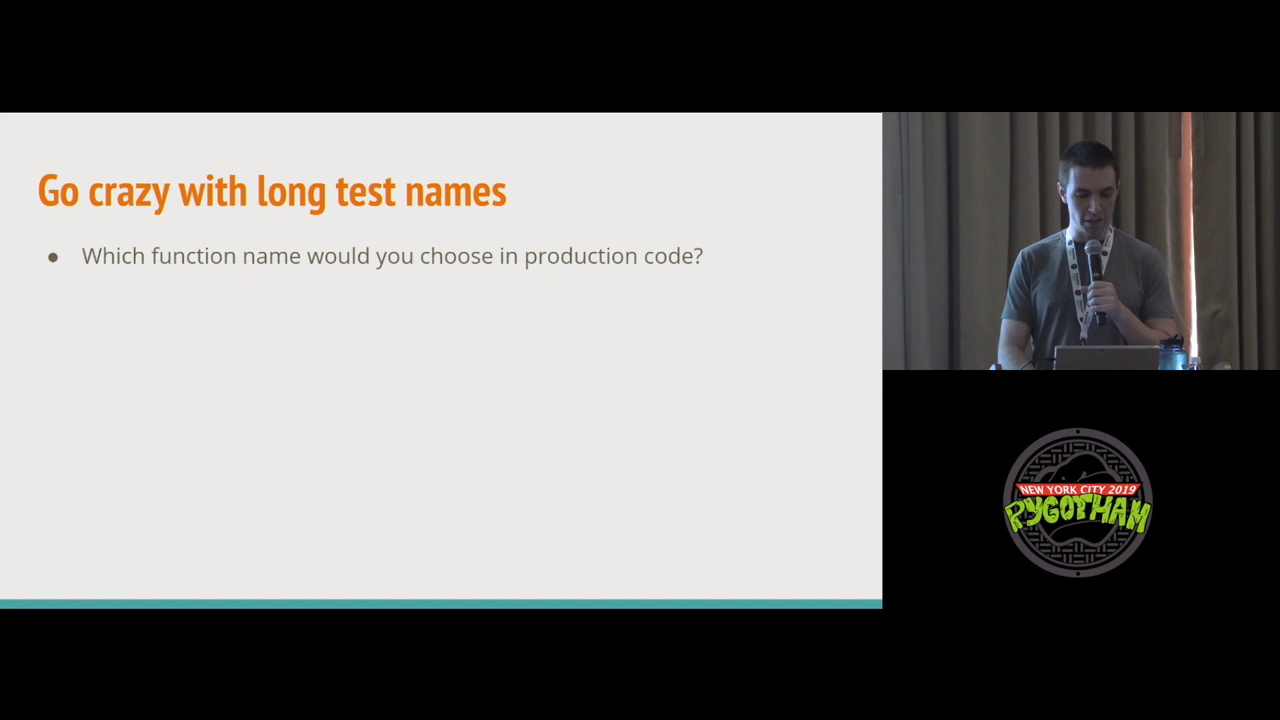 Go crazy with long test names
● Which function name would you choose in production code?
NEW YORK CITY 2019
PYGOTHAM